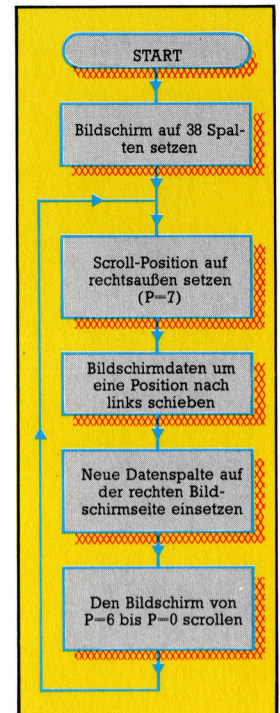 START
Bildschirm auf 38 Spal-
ten setzen
Scroll-Position auf
rechtsaußen setzen
(P=7)
Bildschirmdaten um
eine Position nach
links schieben
Neue Datenspalte auf
der rechten Bild-
schirmseite einsetzen
Den Bildschirm von
P=6 bis P=0 scrollen